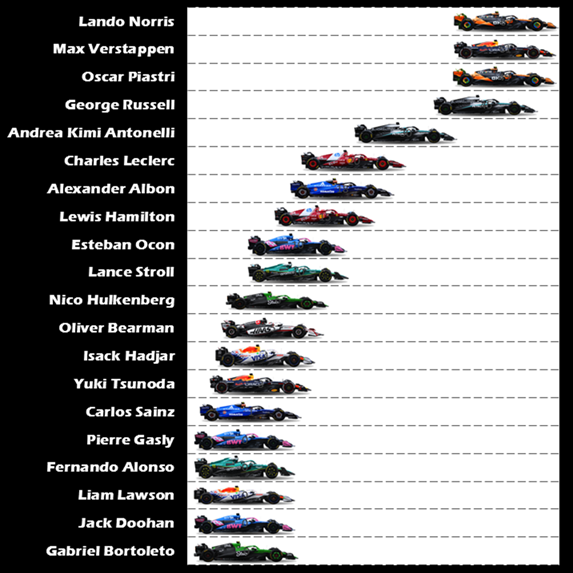 Lando Norris
Max Verstappen
Oscar Piastri
George Russell
Andrea Kimi Antonelli
Charles Leclerc
Alexander Albon
Lewis Hamilton
Esteban Ocon
Lance Stroll
Nico Hulkenberg
Oliver Bearman
Isack Hadjar
Yuki Tsunoda
Carlos Sainz
Pierre Gasly
Fernando Alonso
Liam Lawson
Jack Doohan
Gabriel Bortoleto